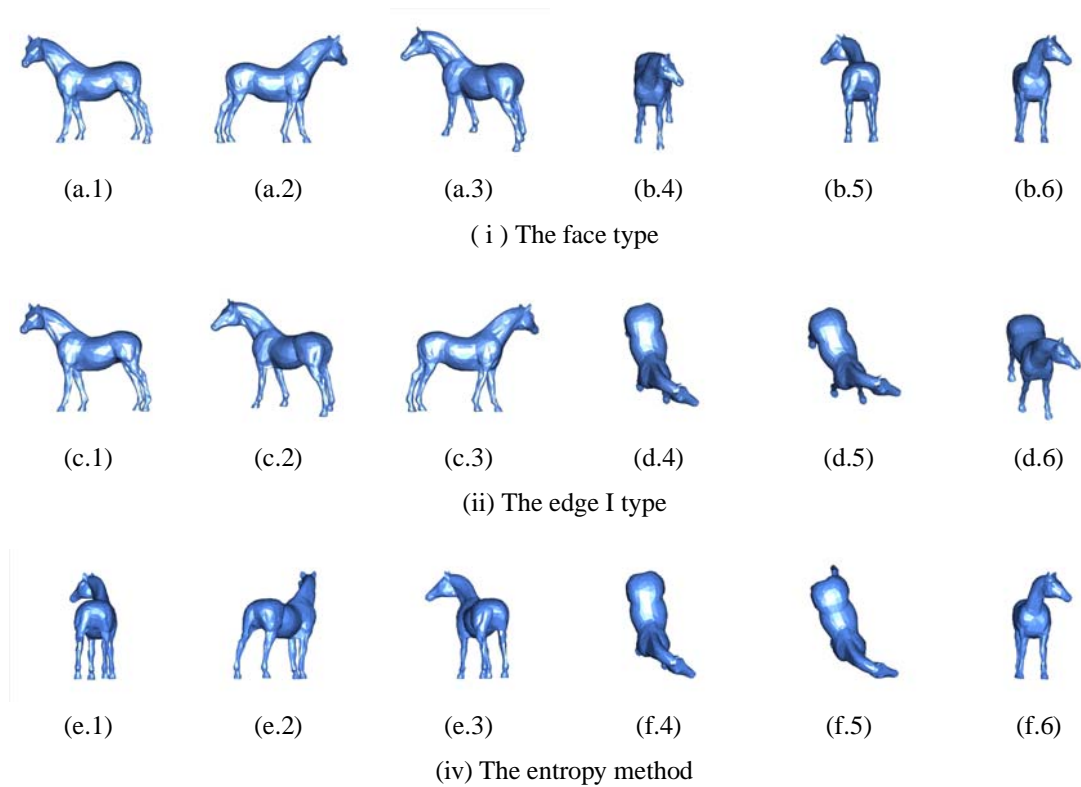 (a.1) (a.2) (a.3) (b.4) (b.5) (b.6)
( i ) The face type
(c.1) (c.2) (c.3) (d.4) (d.5) (d.6)
(ii) The edge I type
(e.1) (e.2) (e.3) (f.4) (f.5) (f.6)
(iv) The entropy method